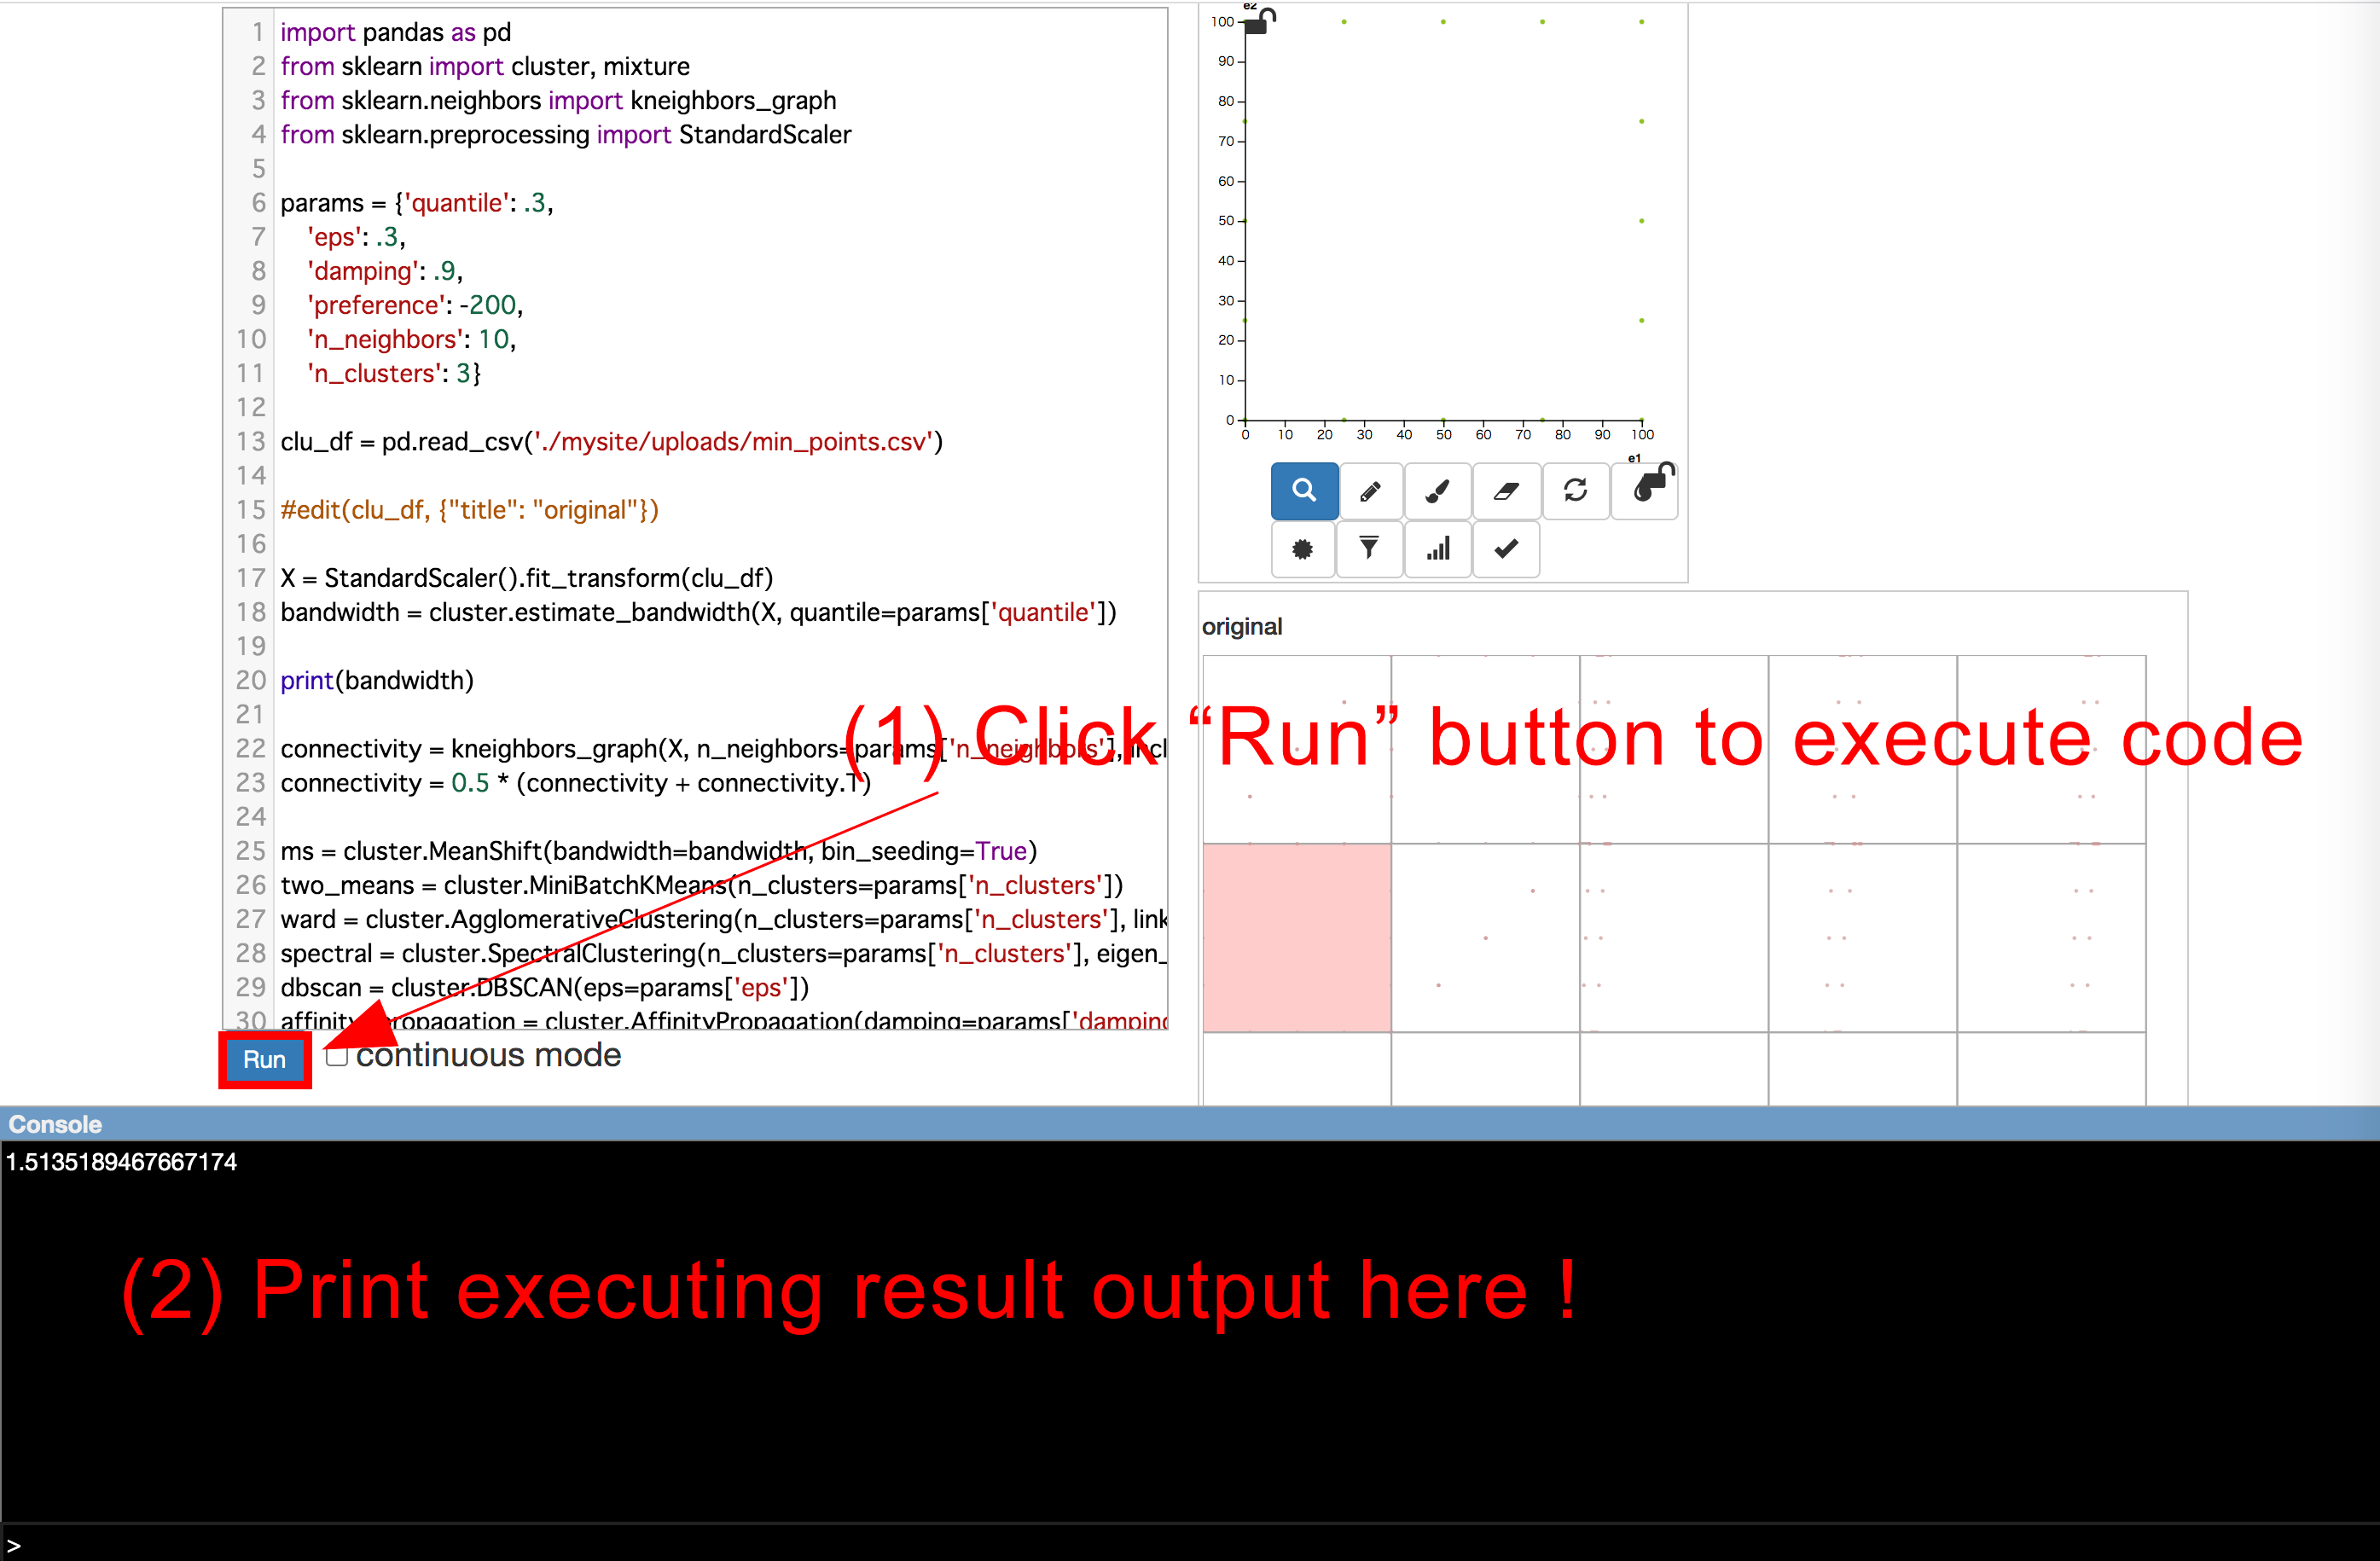 1 import pandas as pd
2 from sklearn import cluster, mixture
3 from sklearn.neighbors import kneighbors_graph
4 from sklearn.preprocessing import StandardScaler
5
6 params = {'quantile': .3,
7 'eps': .3,
8 'damping': .9,
9 'preference': -200,
10 'n_neighbors': 10,
11 'n_clusters': 3}
12
13 clu_df = pd.read_csv('./mysite/uploads/min_points.csv')
14
15 #edit(clu_df, {"title": "original"})
16
17 X = StandardScaler().fit_transform(clu_df)
18 bandwidth = cluster.estimate_bandwidth(X, quantile=params['quantile'])
19
20 print(bandwidth)
21
22 connectivity = kneighbors_graph(X, n_neighbors=params['n_neighbors'], incl
23 connectivity = 0.5 * (connectivity + connectivity.T)
24
25 ms = cluster.MeanShift(bandwidth=bandwidth, bin_seeding=True)
26 two_means = cluster.MiniBatchKMeans(n_clusters=params['n_clusters'])
27 ward = cluster.AgglomerativeClustering(n_clusters=params['n_clusters'], link
28 spectral = cluster.SpectralClustering(n_clusters=params['n_clusters'], eigen_
29 dbscan = cluster.DBSCAN(eps=params['eps'])
30 affinity_propagation = cluster.AffinityPropagation(damping=params['damping
Run
continuous mode
e2
100
90
80
70
60
50
40
30
20
10
0
0 10 20 30 40 50 60 70 80 90 100
e1
original
(1) Click “Run” button to execute code
Console
1.5135189467667174
(2) Print executing result output here !
>